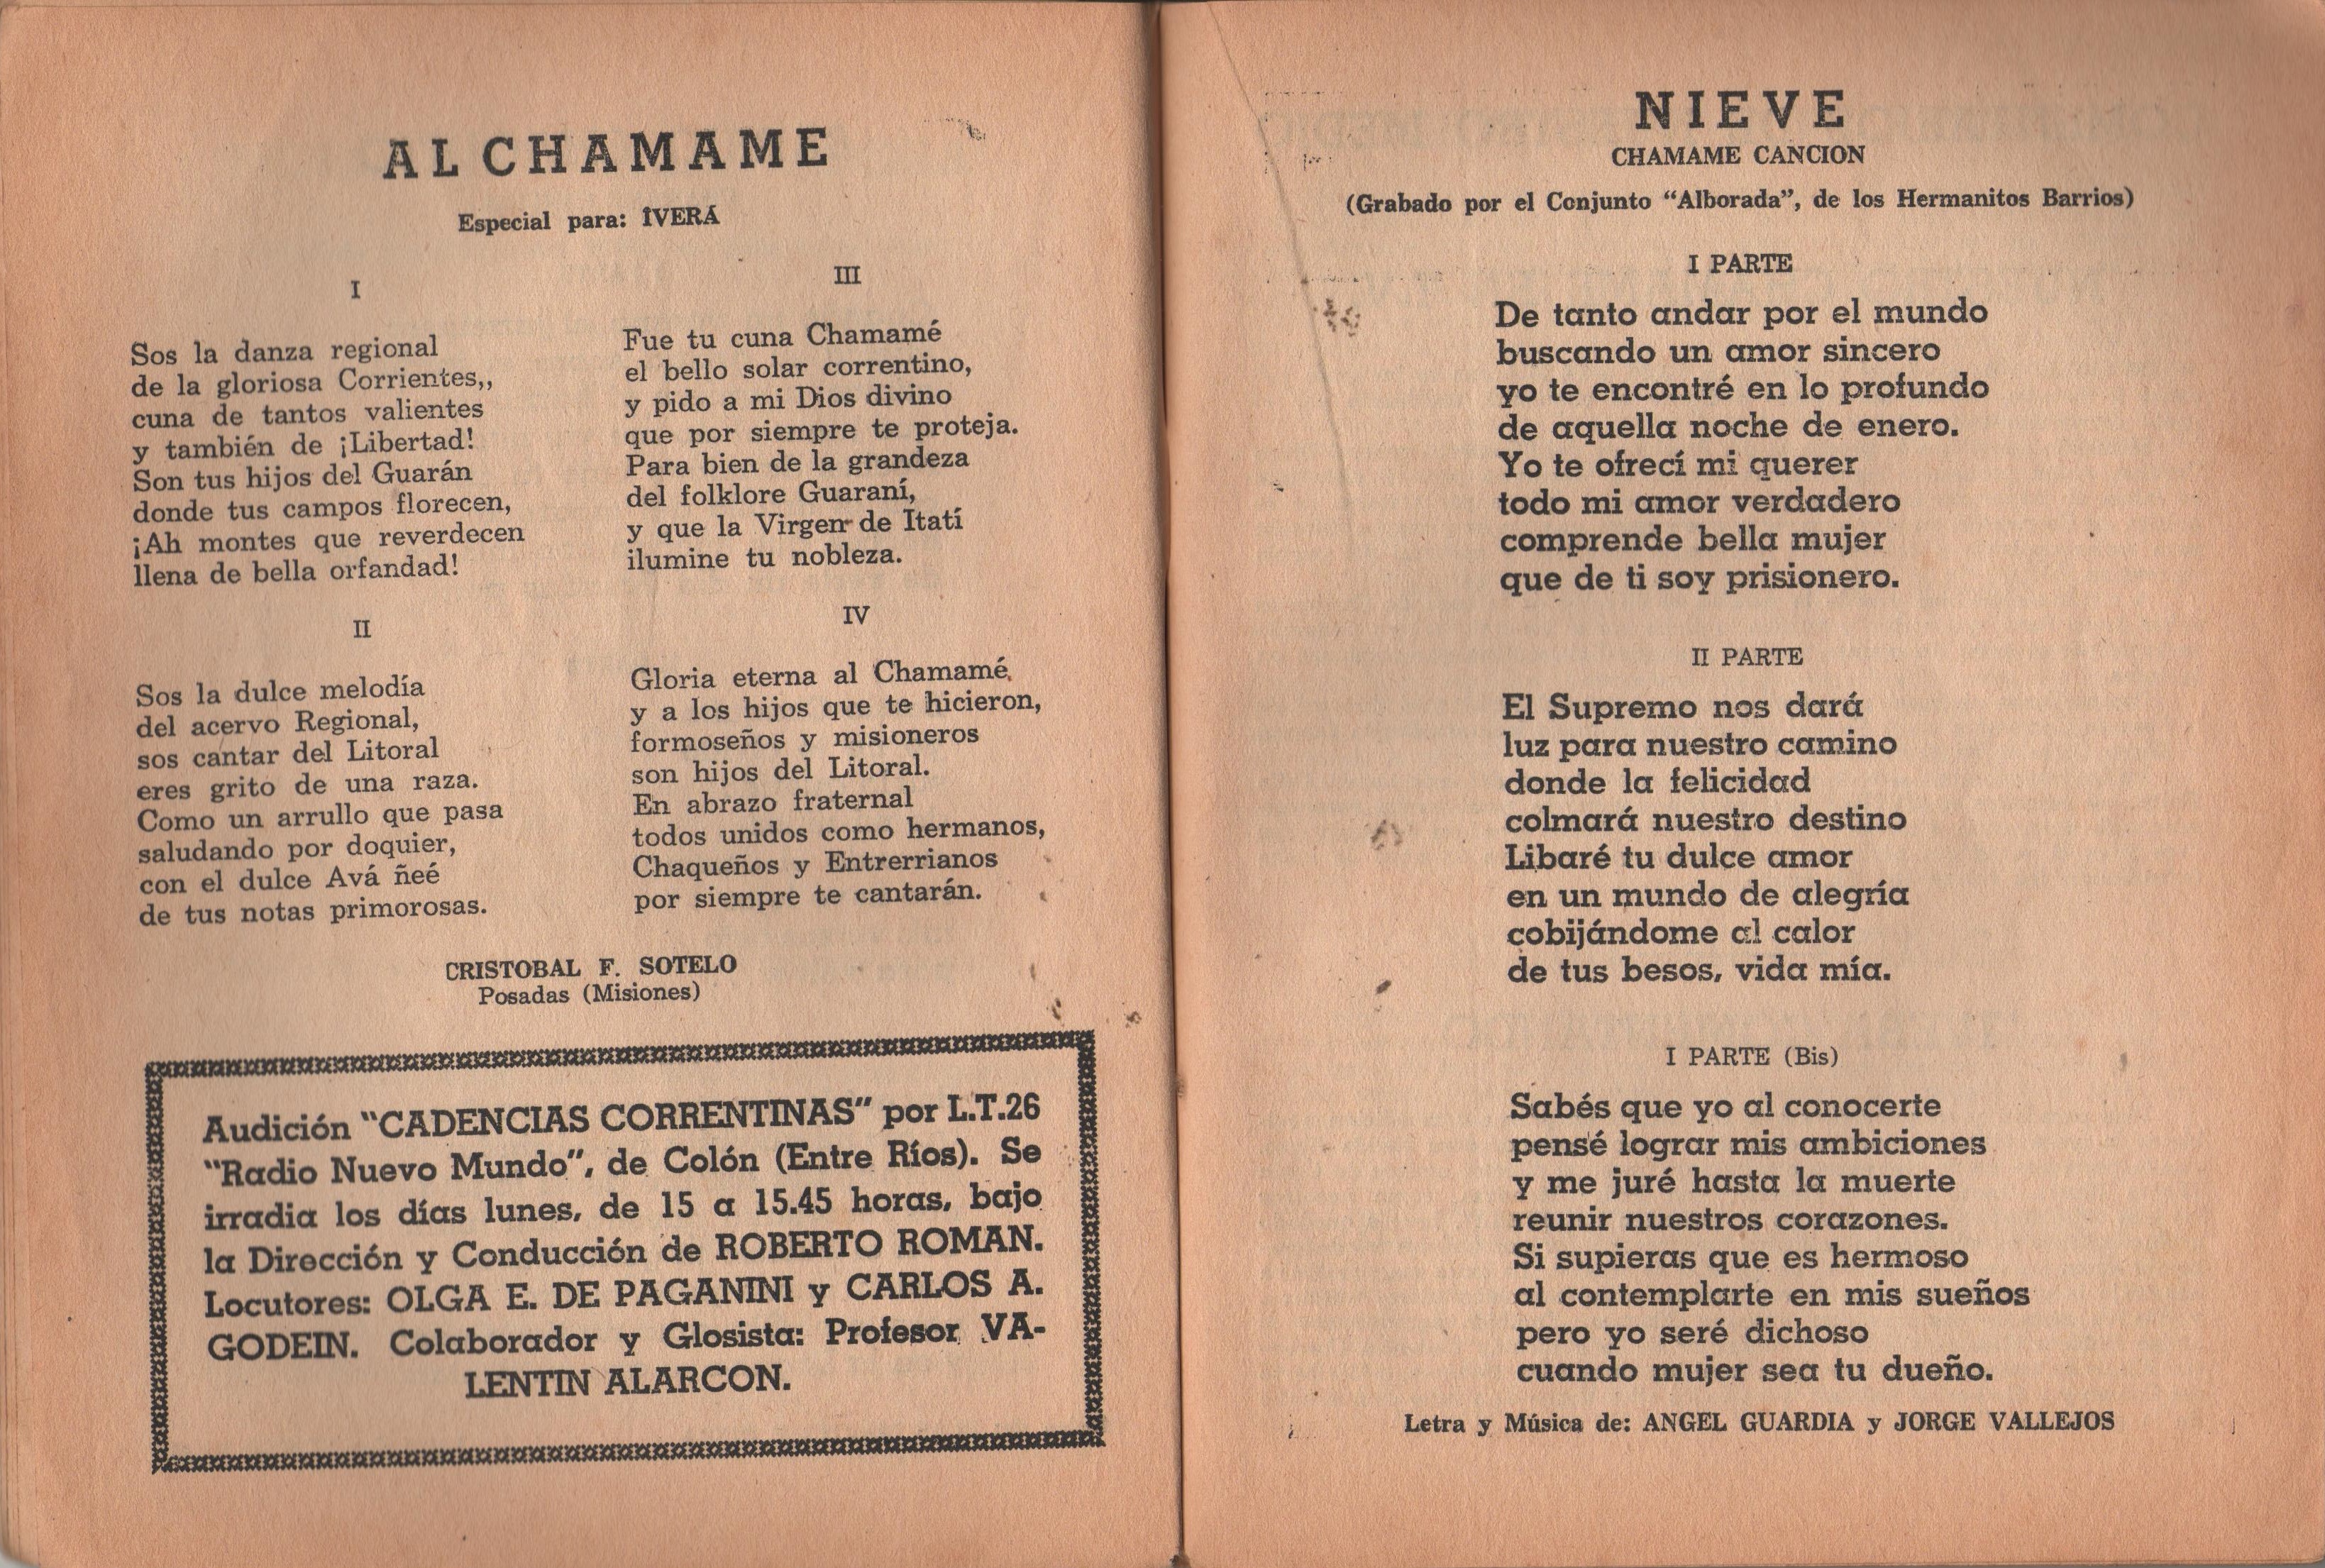 AL CHAMAME
Especial para: ÎVERÁ
I
Sos la danza regional
de la gloriosa Corrientes,,
cuna de tantos valientes
y también de ¡Libertad!
Son tus hijos del Guarán
donde tus campos florecen,
¡Ah montes que reverdecen
llena de bella orfandad!
II
Sos la dulce melodía
del acervo Regional,
sos cantar del Litoral
eres grito de una raza.
Como un arrullo que pasa
saludando por doquier,
con el dulce Avá ñeé
de tus notas primorosas.
III
Fue tu cuna Chamamé
el bello solar correntino,
y pido a mi Dios divino
que por siempre te proteja.
Para bien de la grandeza
del folklore Guaraní,
y que la Virgen de Itatí
ilumine tu nobleza.
IV
Gloria eterna al Chamamé,
y a los hijos que te hicieron,
formoseños y misioneros
son hijos del Litoral.
En abrazo fraternal
todos unidos como hermanos,
Chaqueños y Entrerrianos
por siempre te cantarán.
CRISTOBAL F. SOTELO
Posadas (Misiones)
Audición "CADENCIAS CORRENTINAS" por L.T.26
"Radio Nuevo Mundo", de Colón (Entre Ríos). Se
irradia los días lunes, de 15 a 15.45 horas, bajo
la Dirección y Conducción de ROBERTO ROMAN.
Locutores: OLGA E. DE PAGANINI y CARLOS A.
GODEIN. Colaborador y Glosista: Profesor VA-
LENTIN ALARCON.
NIEVE
CHAMAME CANCION
(Grabado por el Conjunto "Alborada", de los Hermanitos Barrios)
I PARTE
De tanto andar por el mundo
buscando un amor sincero
yo te encontré en lo profundo
de aquella noche de enero.
Yo te ofrecí mi querer
todo mi amor verdadero
comprende bella mujer
que de ti soy prisionero.
II PARTE
El Supremo nos dará
luz para nuestro camino
donde la felicidad
colmará nuestro destino
Libaré tu dulce amor
en un mundo de alegría
cobijándome al calor
de tus besos, vida mía.
I PARTE (Bis)
Sabés que yo al conocerte
pensé lograr mis ambiciones
y me juré hasta la muerte
reunir nuestros corazones.
Si supieras que es hermoso
al contemplarte en mis sueños
pero yo seré dichoso
cuando mujer sea tu dueño.
Letra y Música de: ANGEL GUARDIA y JORGE VALLEJOS